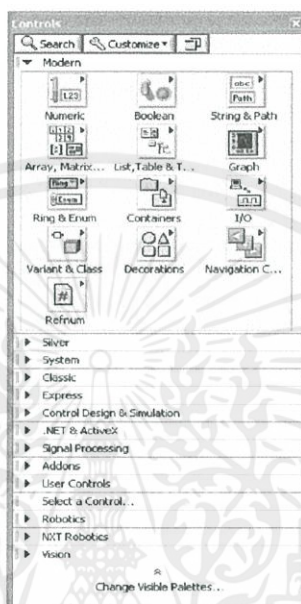 Controls
Search Customize
Modern
Numeric Boolean String & Path
Array, Matrix... List, Table & T... Graph
Ring & Enum Containers I/O
Variant & Class Decorations Navigation C...
Refnum
Silver
System
Classic
Express
Control Design & Simulation
.NET & ActiveX
Signal Processing
Addons
User Controls
Select a Control...
Robotics
NXT Robotics
Vision
Change Visible Palettes...